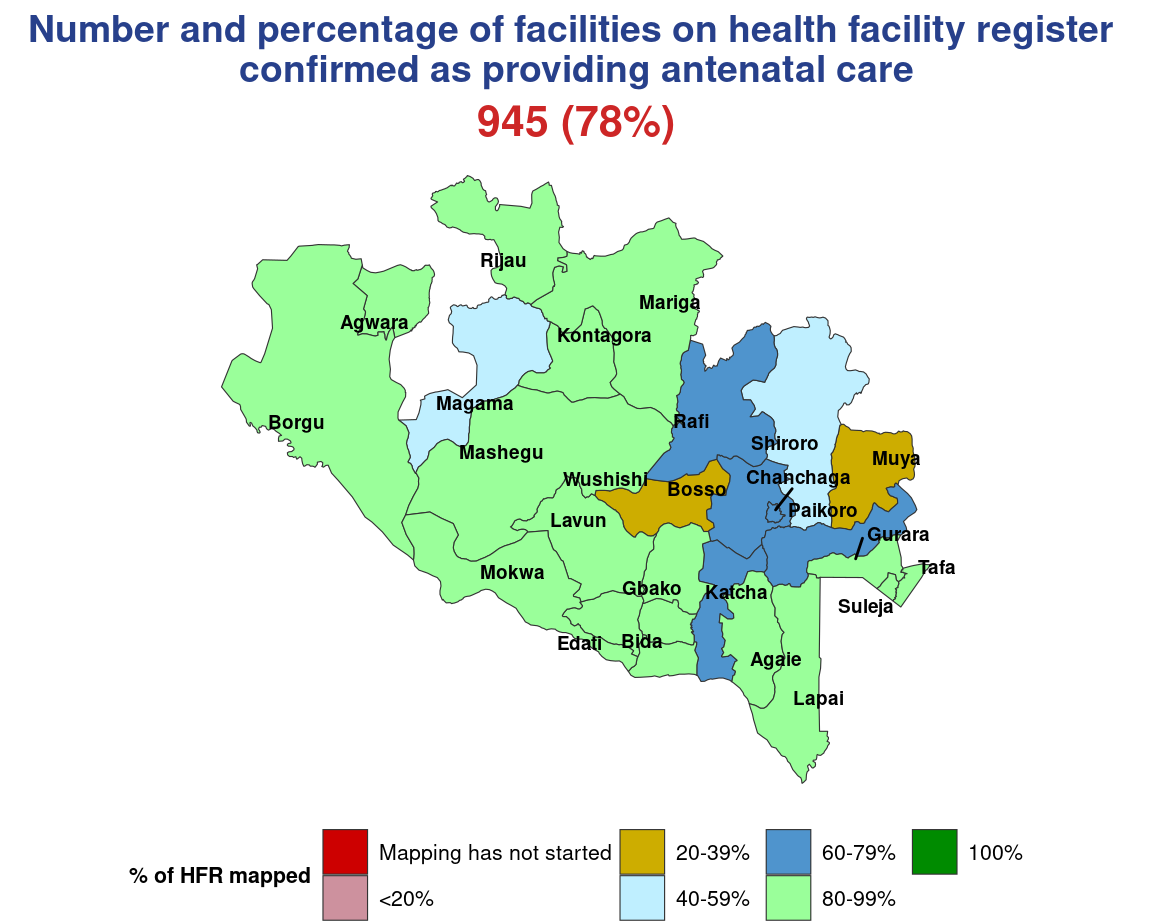 Number and percentage of facilities on health facility register
confirmed as providing antenatal care
945 (78%)
Rijau
Mariga
Agwara
Kontagora
Magama
Borgu
Rafi
Shiroro
Mashegu
Muya
Wushishi
Bosso
Chanchaga
Lavun
Paikoro
Gurara
Mokwa
Tafa
Gbako
Katcha
Suleja
Edati
Bida
Agaie
Lapai
% of HFR mapped
Mapping has not started
<20%
20-39%
40-59%
60-79%
80-99%
100%